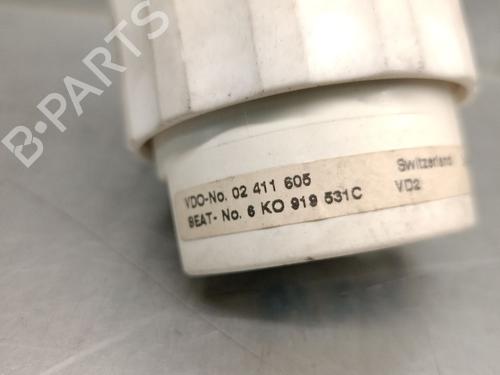 B-PARTS
VDO-No. 02 411 605
SEAT- No. 6 KO 919 531C
Switzerland
VD2